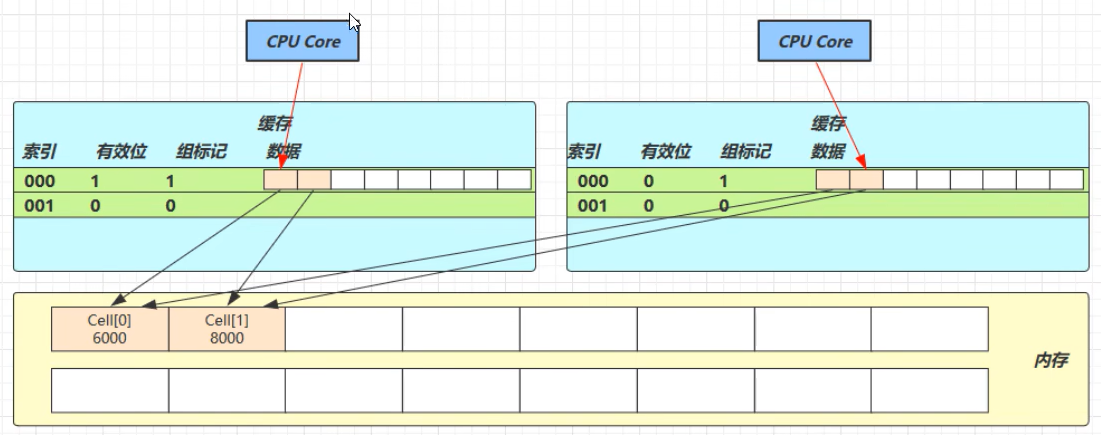 CPU Core
CPU Core
缓存
索引 有效位 组标记 数据
000 1 1
001 0 0
缓存
索引 有效位 组标记 数据
000 0 1
001 0 0
Cell[0]
6000
Cell[1]
8000
内存